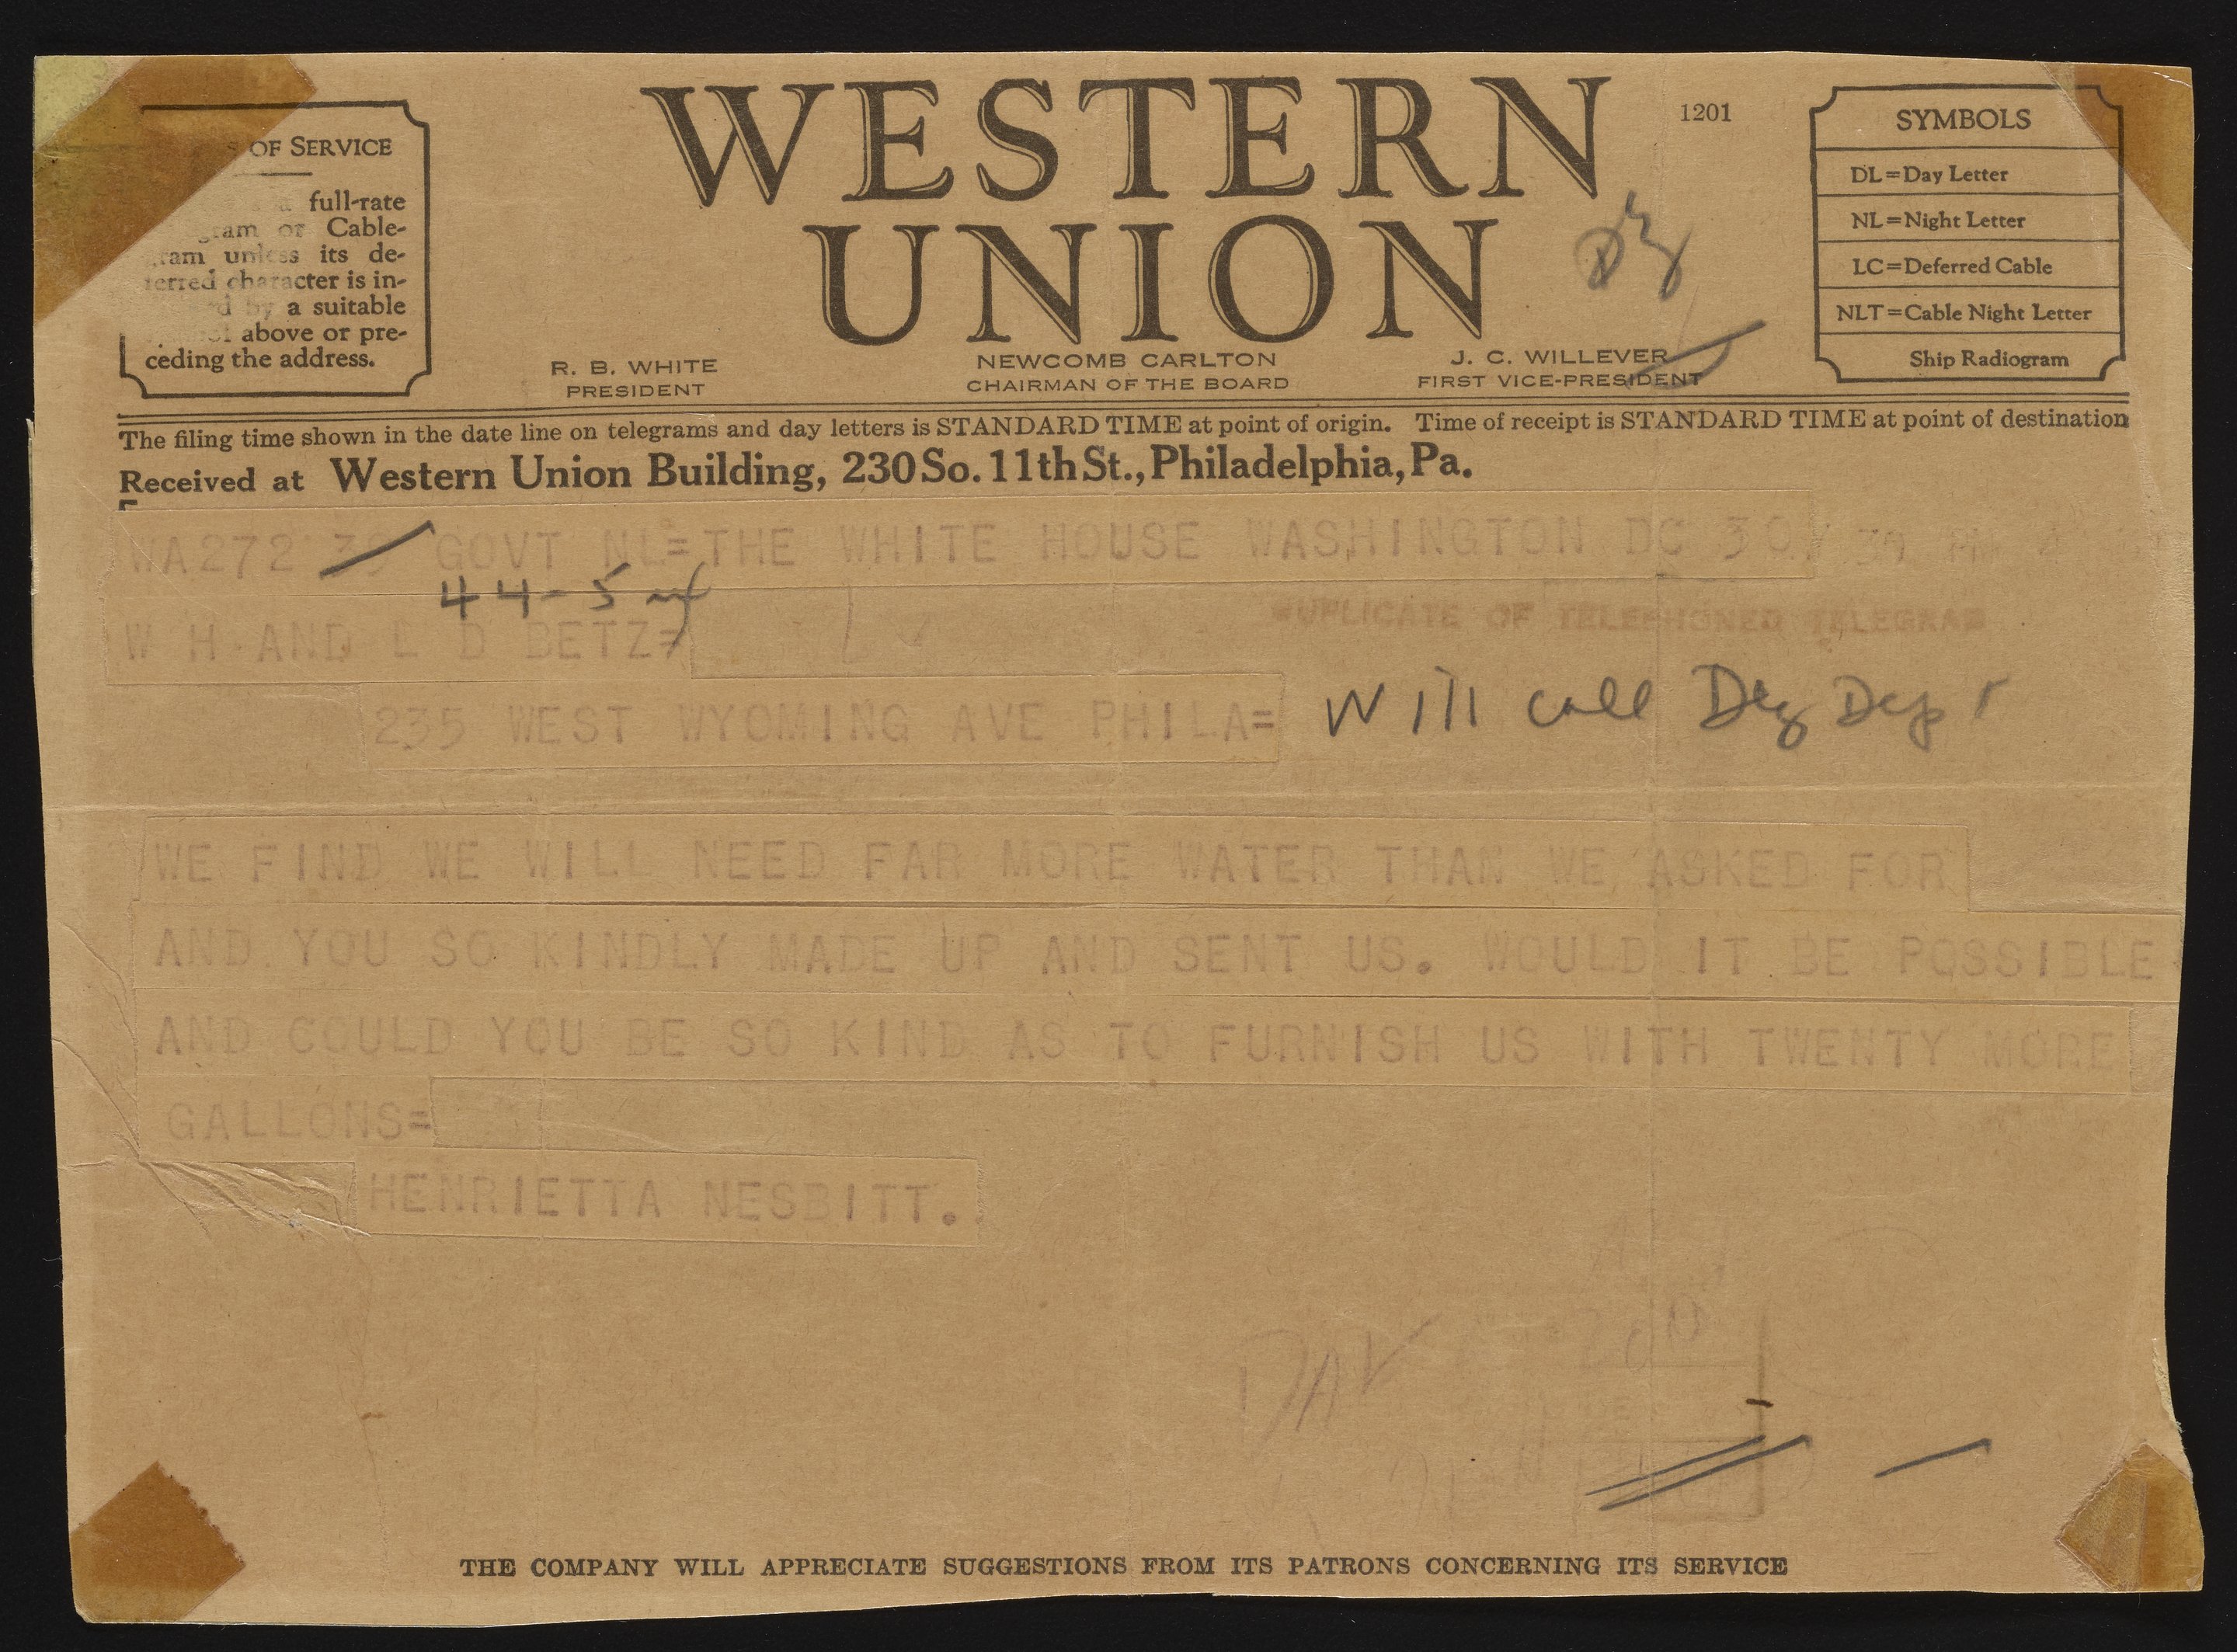 OF SERVICE
full-rate
or Cable-
unless its de-
ferred character is in-
by a suitable
above or pre-
ceding the address.
WESTERN
UNION
1201
SYMBOLS
DL=Day Letter
NL=Night Letter
LC=Deferred Cable
NLT=Cable Night Letter
Ship Radiogram
R. B. WHITE
PRESIDENT
NEWCOMB CARLTON
CHAIRMAN OF THE BOARD
J. C. WILLEVER
FIRST VICE-PRESIDENT
The filing time shown in the date line on telegrams and day letters is STANDARD TIME at point of origin. Time of receipt is STANDARD TIME at point of destination
Received at Western Union Building, 230 So. 11th St., Philadelphia, Pa.
WA272 GOVT NL=THE WHITE HOUSE WASHINGTON DC 30
44-5
DUPLICATE OF TELEPHONED TELEGRAM
W H AND L D BETZ=
235 WEST WYOMING AVE PHILA=
Will call
WE FIND WE WILL NEED FAR MORE WATER THAN WE ASKED FOR
AND YOU SO KINDLY MADE UP AND SENT US. WOULD IT BE POSSIBLE
AND COULD YOU BE SO KIND AS TO FURNISH US WITH TWENTY MORE
GALLONS=
HENRIETTA NESBITT.
THE COMPANY WILL APPRECIATE SUGGESTIONS FROM ITS PATRONS CONCERNING ITS SERVICE